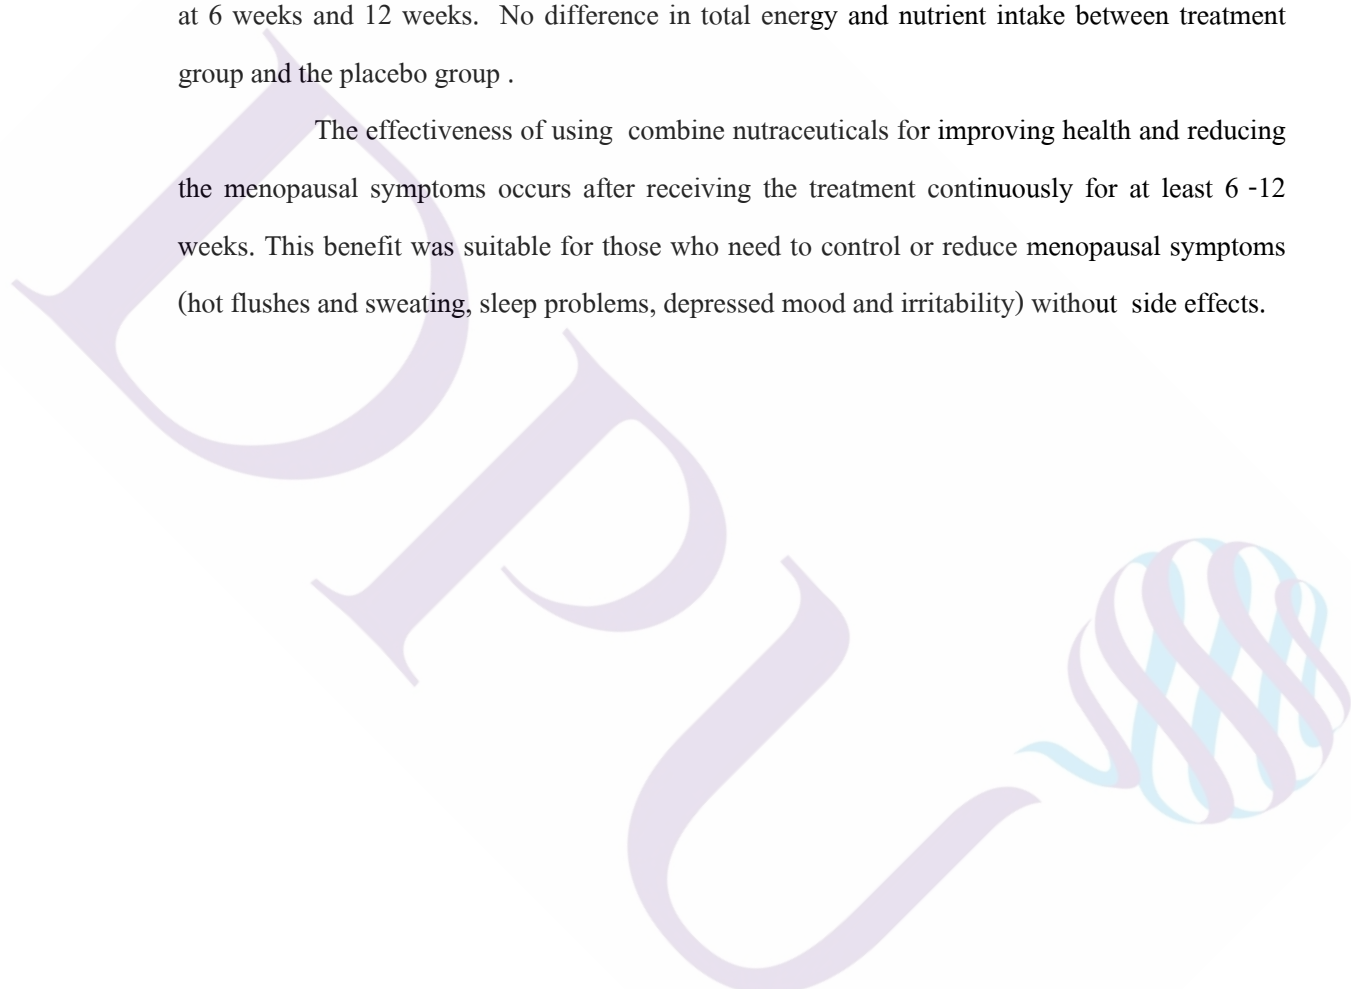 at 6 weeks and 12 weeks. No difference in total energy and nutrient intake between treatment
group and the placebo group .
The effectiveness of using combine nutraceuticals for improving health and reducing
the menopausal symptoms occurs after receiving the treatment continuously for at least 6 -12
weeks. This benefit was suitable for those who need to control or reduce menopausal symptoms
(hot flushes and sweating, sleep problems, depressed mood and irritability) without side effects.
DPU